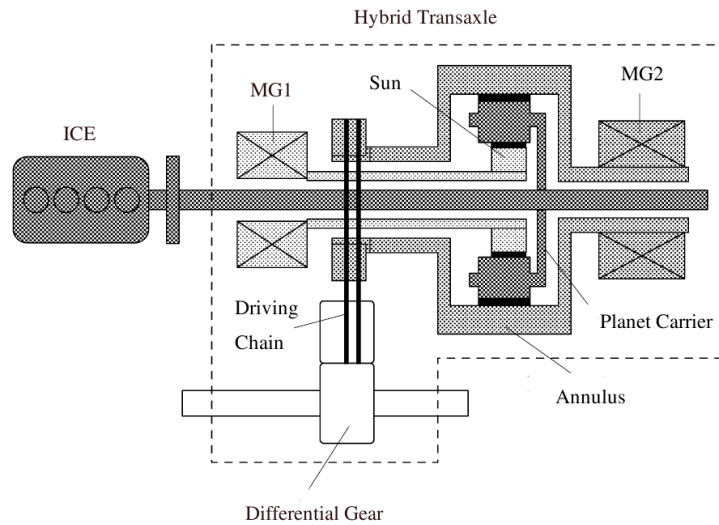 Hybrid Transaxle
MG1
Sun
MG2
ICE
Driving
Chain
Planet Carrier
Annulus
Differential Gear